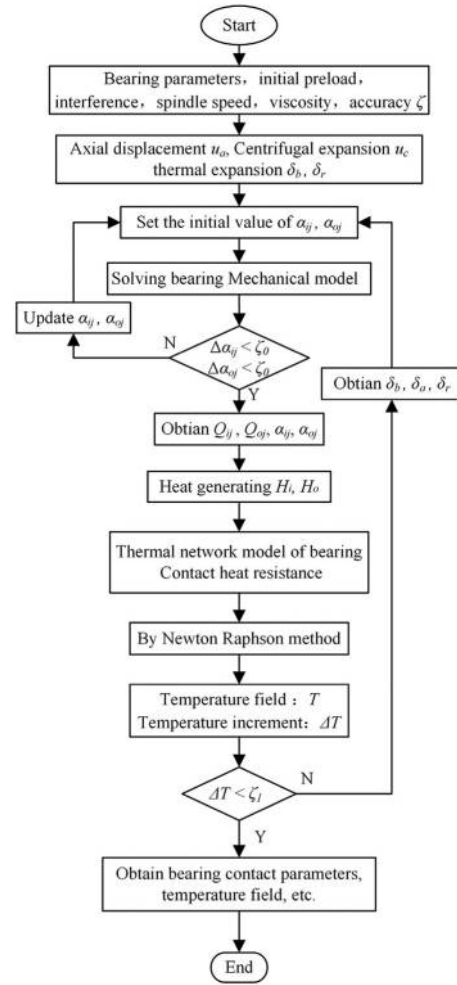 Start
Bearing parameters，initial preload，
interference，spindle speed，viscosity，accuracy ζ
Axial displacement uₐ, Centrifugal expansion u꜀
thermal expansion δ_b, δᵣ
Set the initial value of αᵢⱼ, αₒⱼ
Solving bearing Mechanical model
Update αᵢⱼ, αₒⱼ
N
Δαᵢⱼ < ζ₀
Δαₒⱼ < ζ₀
Y
Obtian δ_b, δₐ, δᵣ
Obtian Qᵢⱼ, Qₒⱼ, αᵢⱼ, αₒⱼ
Heat generating Hᵢ, Hₒ
Thermal network model of bearing
Contact heat resistance
By Newton Raphson method
Temperature field：T
Temperature increment：ΔT
N
ΔT < ζ₁
Y
Obtain bearing contact parameters,
temperature field, etc.
End